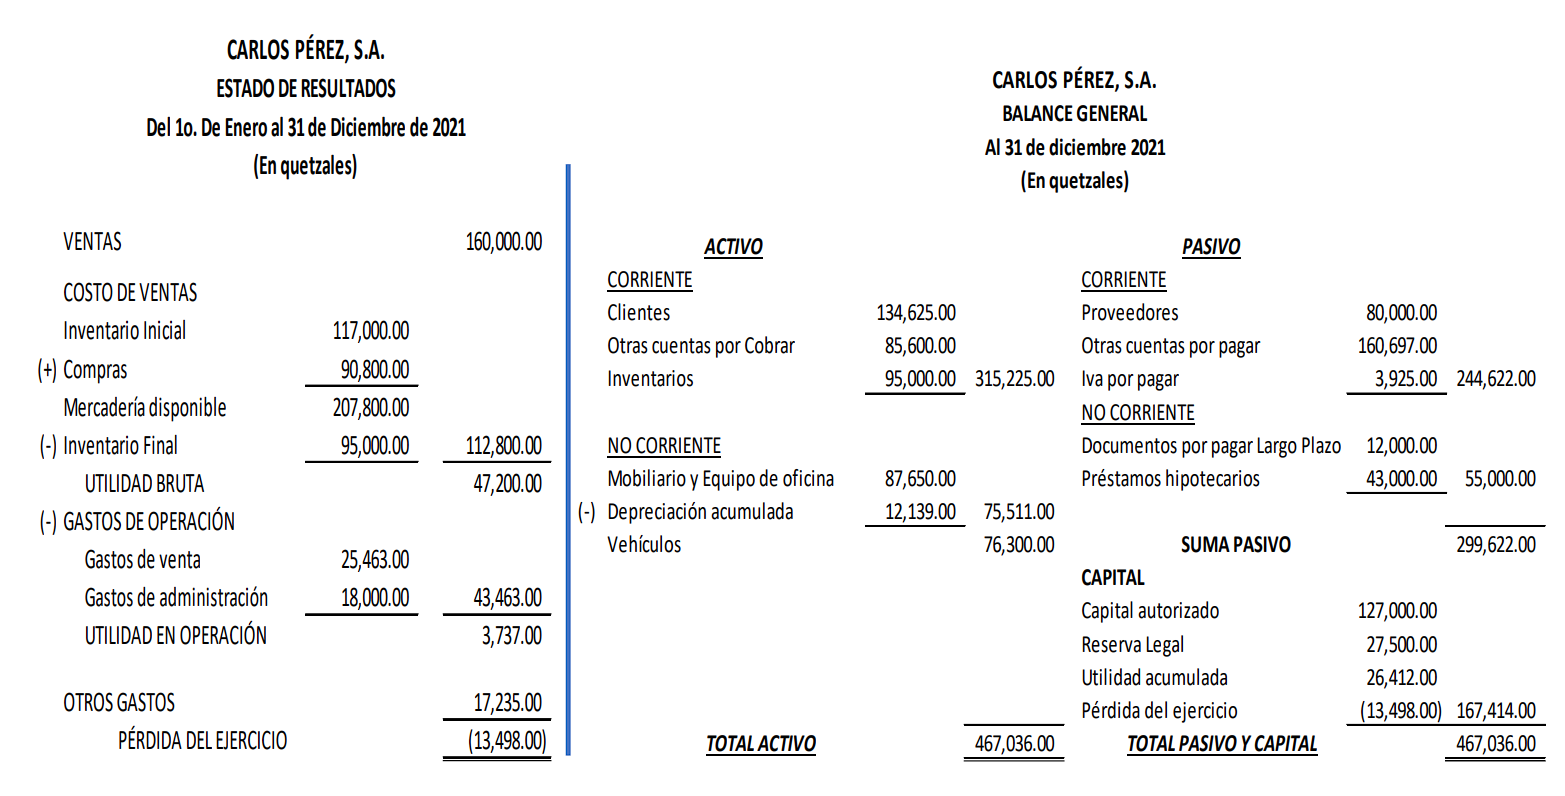 CARLOS PÉREZ, S.A.
ESTADO DE RESULTADOS
Del 1o. De Enero al 31 de Diciembre de 2021
(En quetzales)
VENTAS 160,000.00
COSTO DE VENTAS
Inventario Inicial 117,000.00
(+) Compras 90,800.00
Mercadería disponible 207,800.00
(-) Inventario Final 95,000.00 112,800.00
UTILIDAD BRUTA 47,200.00
(-) GASTOS DE OPERACIÓN
Gastos de venta 25,463.00
Gastos de administración 18,000.00 43,463.00
UTILIDAD EN OPERACIÓN 3,737.00
OTROS GASTOS 17,235.00
PÉRDIDA DEL EJERCICIO (13,498.00)
CARLOS PÉREZ, S.A.
BALANCE GENERAL
Al 31 de diciembre 2021
(En quetzales)
ACTIVO
CORRIENTE
Clientes 134,625.00
Otras cuentas por Cobrar 85,600.00
Inventarios 95,000.00 315,225.00
NO CORRIENTE
Mobiliario y Equipo de oficina 87,650.00
(-) Depreciación acumulada 12,139.00 75,511.00
Vehículos 76,300.00
TOTAL ACTIVO 467,036.00
PASIVO
CORRIENTE
Proveedores 80,000.00
Otras cuentas por pagar 160,697.00
Iva por pagar 3,925.00 244,622.00
NO CORRIENTE
Documentos por pagar Largo Plazo 12,000.00
Préstamos hipotecarios 43,000.00 55,000.00
SUMA PASIVO 299,622.00
CAPITAL
Capital autorizado 127,000.00
Reserva Legal 27,500.00
Utilidad acumulada 26,412.00
Pérdida del ejercicio (13,498.00) 167,414.00
TOTAL PASIVO Y CAPITAL 467,036.00